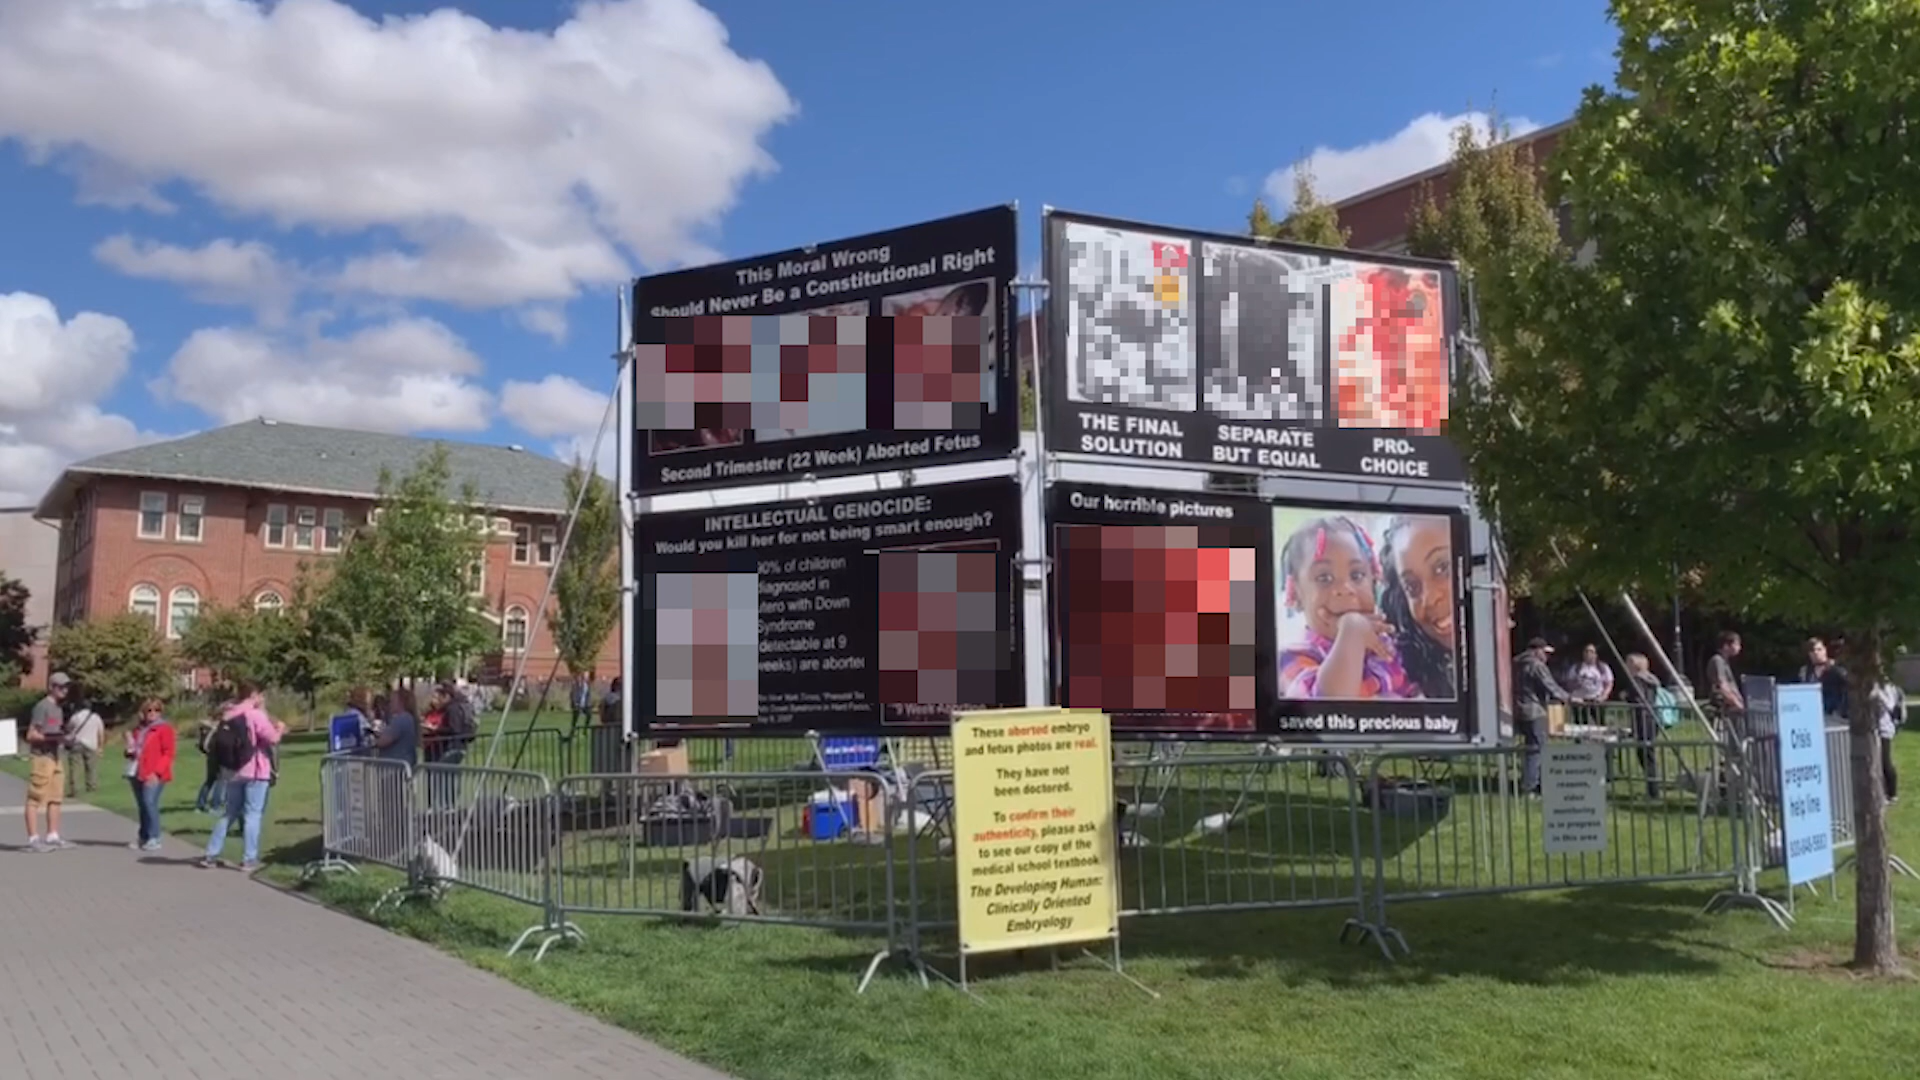 This Moral Wrong
Should Never Be a Constitutional Right
Second Trimester (22 Week) Aborted Fetus
THE FINAL
SOLUTION
SEPARATE
BUT EQUAL
PRO-
CHOICE
INTELLECTUAL GENOCIDE:
Would you kill her for not being smart enough?
90% of children
diagnosed in
utero with Down
Syndrome
(detectable at 9
weeks) are aborted
9 Week Abortion
Our horrible pictures
saved this precious baby
These aborted embryo
and fetus photos are real.
They have not
been doctored.
To confirm their
authenticity, please ask
to see our copy of the
medical school textbook
The Developing Human:
Clinically Oriented
Embryology
WARNING:
For security
reasons,
video
monitoring
is in progress
in this area
Crisis
pregnancy
help line